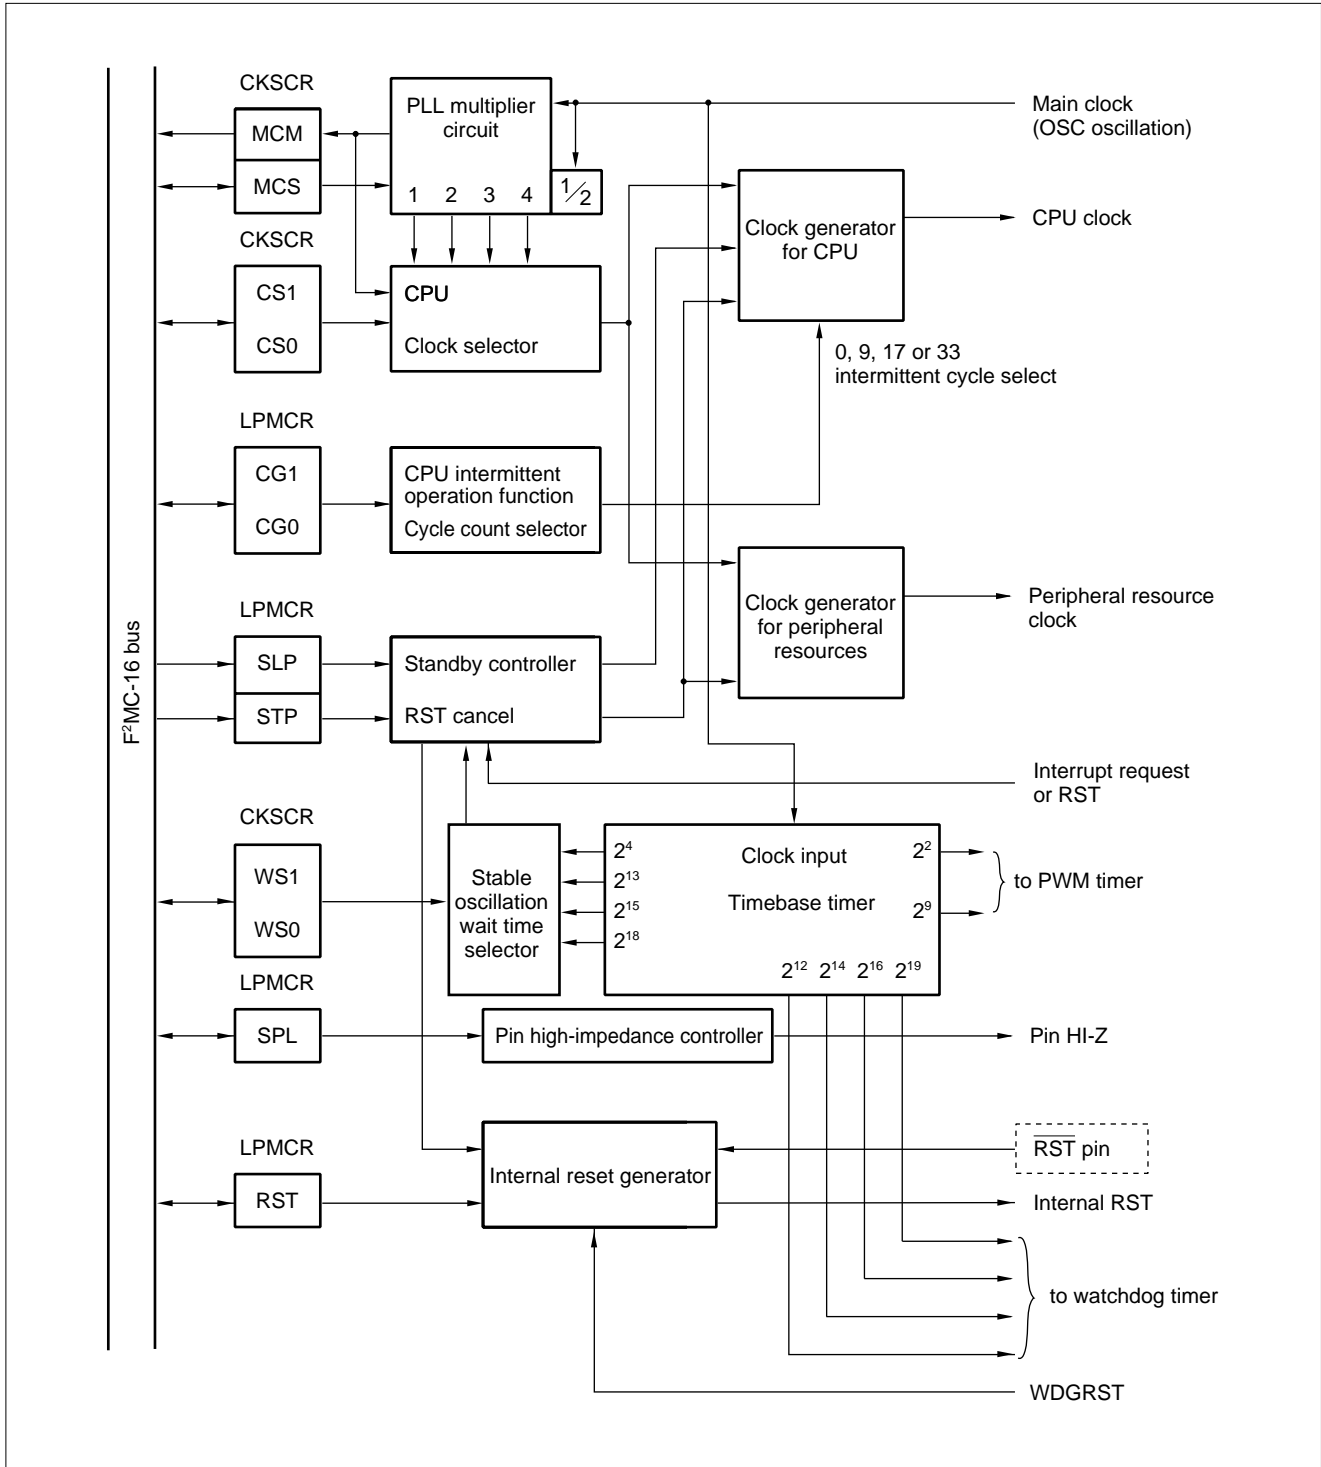 CKSCR
MCM
MCS
PLL multiplier
circuit
1 2 3 4
1/2
Main clock
(OSC oscillation)
Clock generator
for CPU
CPU clock
CKSCR
CS1
CS0
CPU
Clock selector
0, 9, 17 or 33
intermittent cycle select
LPMCR
CG1
CG0
CPU intermittent
operation function
Cycle count selector
Clock generator
for peripheral
resources
Peripheral resource
clock
LPMCR
SLP
STP
Standby controller
RST cancel
F²MC-16 bus
Interrupt request
or RST
CKSCR
WS1
WS0
Stable
oscillation
wait time
selector
2⁴
2¹³
2¹⁵
2¹⁸
Clock input
Timebase timer
2²
2⁹
2¹² 2¹⁴ 2¹⁶ 2¹⁹
to PWM timer
LPMCR
SPL
Pin high-impedance controller
Pin HI-Z
LPMCR
RST
Internal reset generator
R̅S̅T̅ pin
Internal RST
to watchdog timer
WDGRST